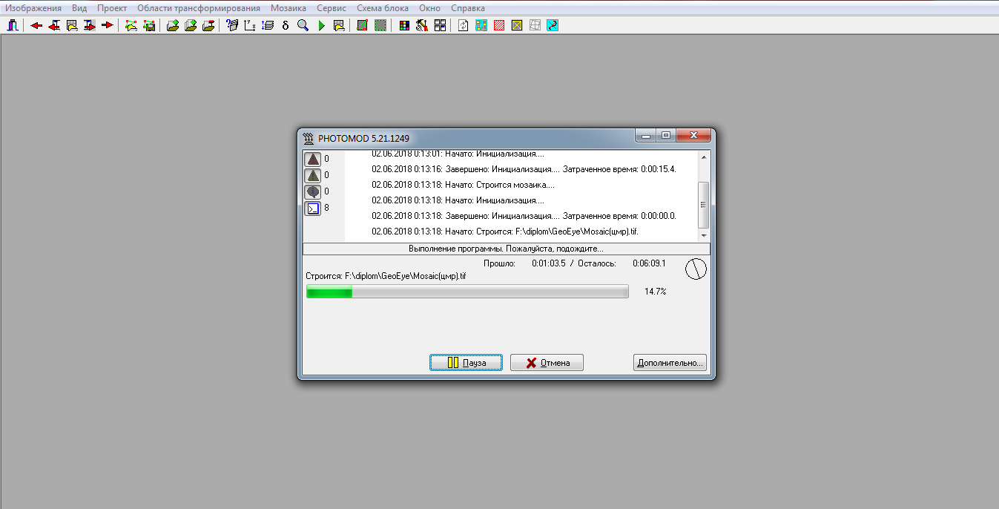 Изображения Вид Проект Области трансформирования Мозаика Сервис Схема блока Окно Справка
PHOTOMOD 5.21.1249
0 02.06.2018 0:13:01: Начато: Инициализация....
02.06.2018 0:13:16: Завершено: Инициализация.... Затраченное время: 0:00:15.4.
0
02.06.2018 0:13:18: Начато: Строится мозаика....
0
02.06.2018 0:13:18: Начато: Инициализация....
8
02.06.2018 0:13:18: Завершено: Инициализация.... Затраченное время: 0:00:00.0.
02.06.2018 0:13:18: Начато: Строится: F:\diplom\GeoEye\Mosaic(цмр).tif.
Выполнение программы. Пожалуйста, подождите...
Прошло: 0:01:03.5 / Осталось: 0:06:09.1
Строится: F:\diplom\GeoEye\Mosaic(цмр).tif
14.7%
Пауза Отмена Дополнительно...